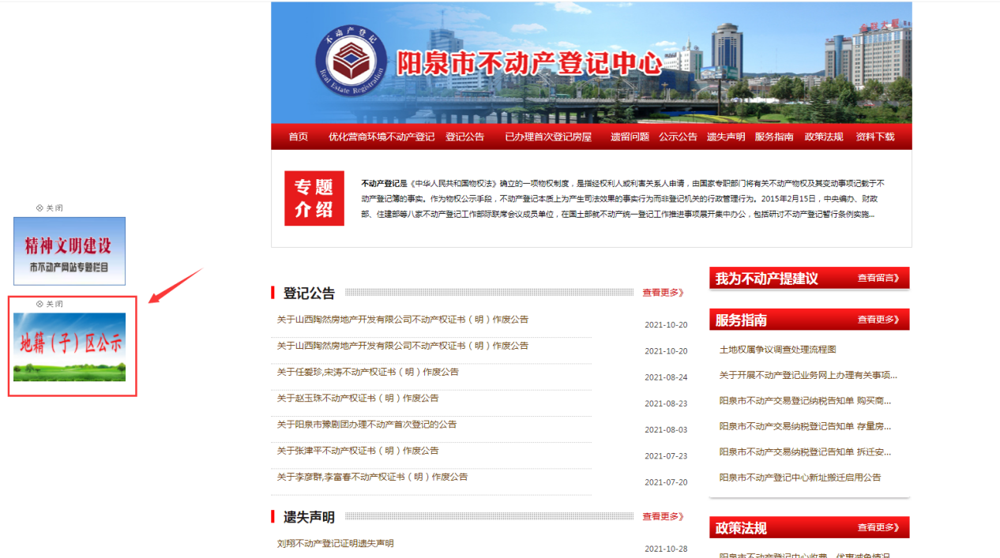 不动产登记
Real Estate Registration
阳泉市不动产登记中心
首页 优化营商环境不动产登记 登记公告 已办理首次登记房屋 遗留问题 公示公告 遗失声明 服务指南 政策法规 资料下载
专题
介绍
不动产登记是《中华人民共和国物权法》确立的一项物权制度，是指经权利人或利害关系人申请，由国家专职部门将有关不动产物权及其变动事项记载于不
动产登记簿的事实。作为物权公示手段，不动产登记本质上为产生司法效果的事实行为而非登记机关的行政管理行为。2015年2月15日，中央编办、财政
部、住建部等八家不动产登记工作部际联席会议成员单位，在国土部就不动产统一登记工作推进事项展开集中办公，包括研讨不动产登记暂行条例实施...
关闭
精神文明建设
市不动产网站专题栏目
关闭
地籍（子）区公示
登记公告 查看更多》
关于山西陶然房地产开发有限公司不动产权证书（明）作废公告 2021-10-20
关于山西陶然房地产开发有限公司不动产权证书（明）作废公告 2021-10-20
关于任爱珍,宋涛不动产权证书（明）作废公告 2021-08-24
关于赵玉珠不动产权证书（明）作废公告 2021-08-23
关于阳泉市豫剧团办理不动产首次登记的公告 2021-08-03
关于张津平不动产权证书（明）作废公告 2021-07-23
关于李彦群,李富春不动产权证书（明）作废公告 2021-07-20
遗失声明 查看更多》
刘翔不动产登记证明遗失声明 2021-10-28
我为不动产提建议 查看留言》
服务指南 查看更多》
土地权属争议调查处理流程图
关于开展不动产登记业务网上办理有关事项...
阳泉市不动产交易登记纳税告知单 购买商...
阳泉市不动产交易纳税登记告知单 存量房...
阳泉市不动产交易纳税登记告知单 拆迁安...
阳泉市不动产登记中心新址搬迁启用公告
政策法规 查看更多》
阳泉市不动产登记中心收费、优惠减免情况